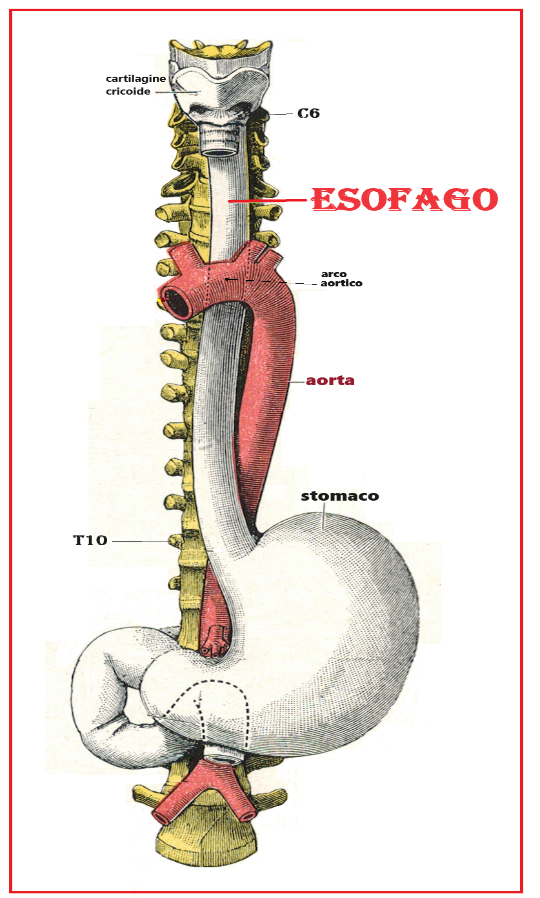 cartilagine
cricoide
C6
ESOFAGO
arco
aortico
aorta
stomaco
T10